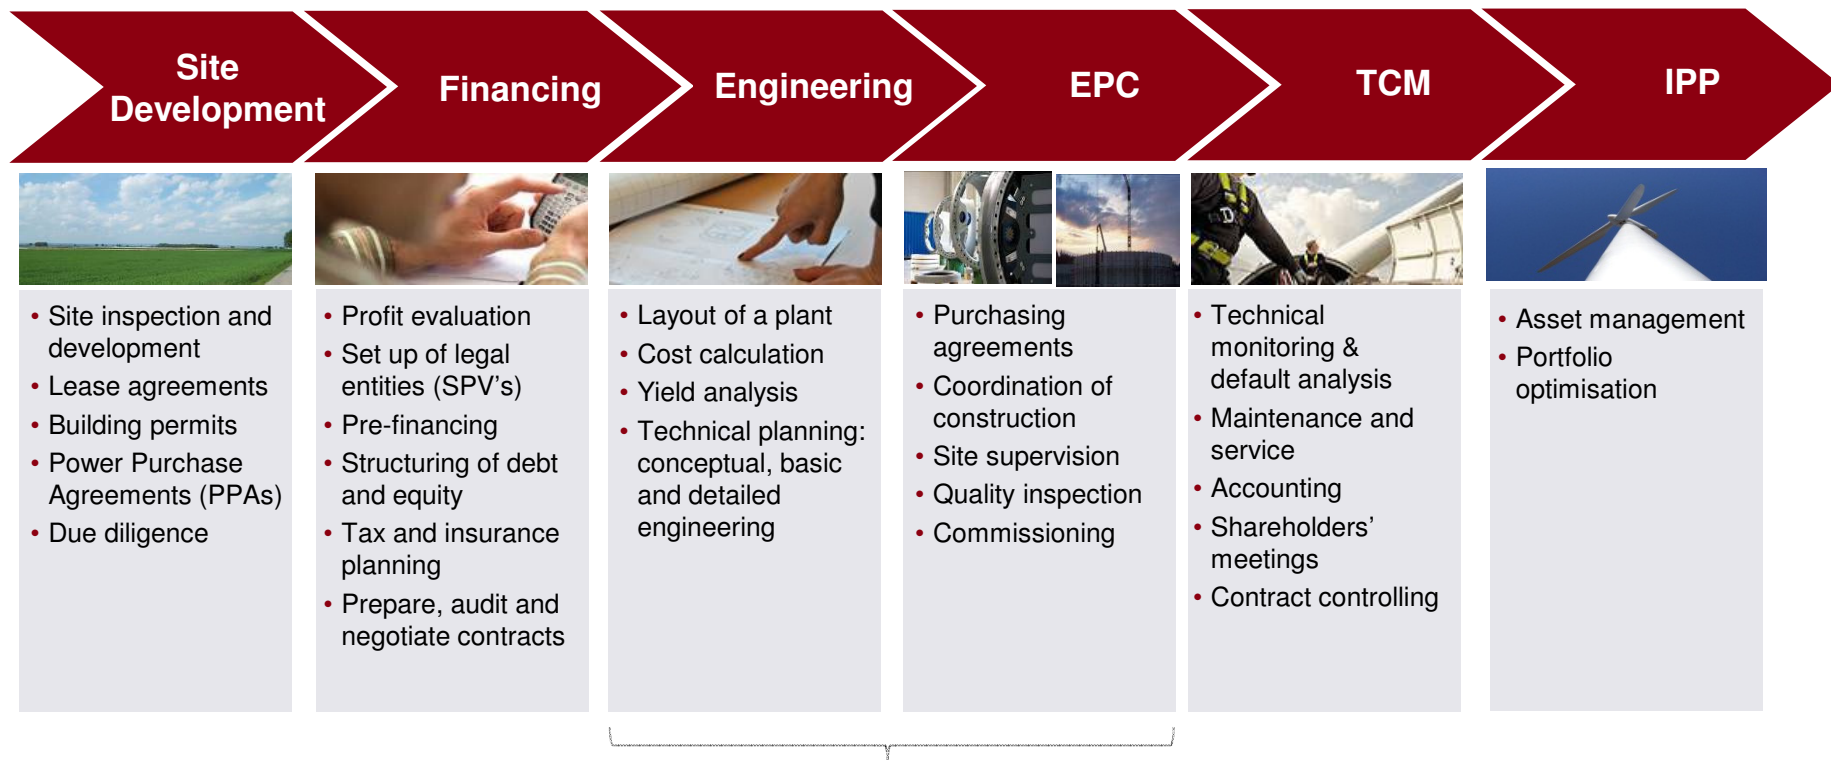 Site
Development
Financing
Engineering
EPC
TCM
IPP
• Site inspection and
development
• Lease agreements
• Building permits
• Power Purchase
Agreements (PPAs)
• Due diligence
• Profit evaluation
• Set up of legal
entities (SPV's)
• Pre-financing
• Structuring of debt
and equity
• Tax and insurance
planning
• Prepare, audit and
negotiate contracts
• Layout of a plant
• Cost calculation
• Yield analysis
• Technical planning:
conceptual, basic
and detailed
engineering
• Purchasing
agreements
• Coordination of
construction
• Site supervision
• Quality inspection
• Commissioning
• Technical
monitoring &
default analysis
• Maintenance and
service
• Accounting
• Shareholders’
meetings
• Contract controlling
• Asset management
• Portfolio
optimisation